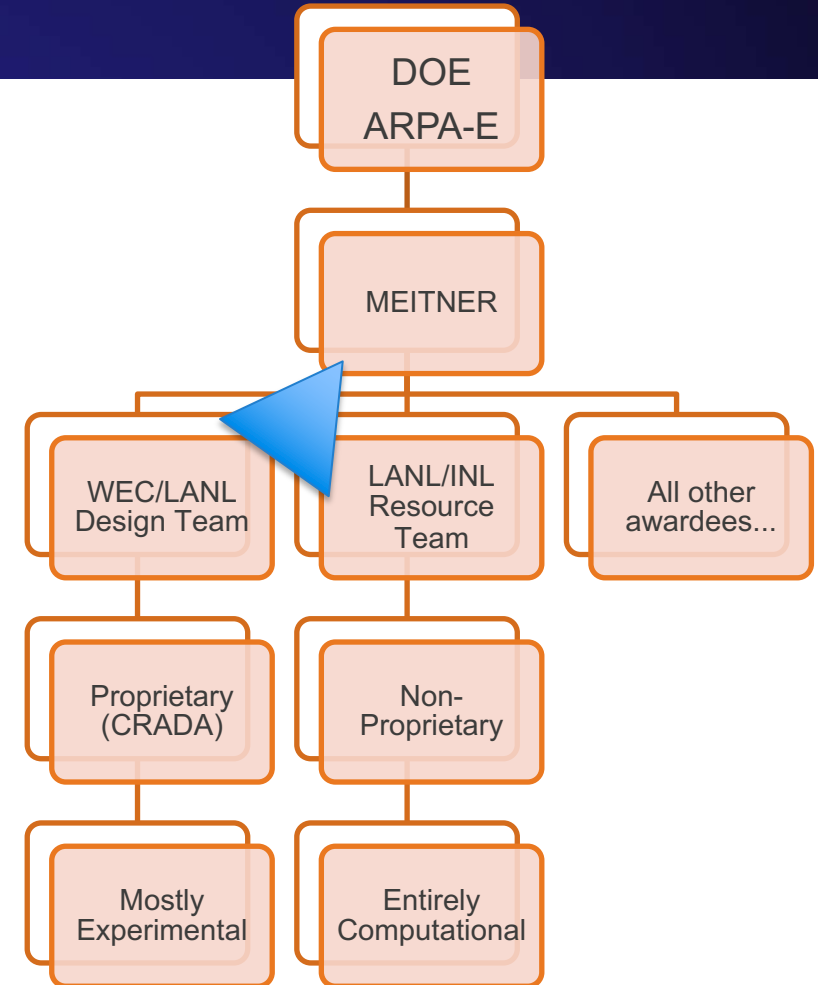 DOE
ARPA-E
MEITNER
WEC/LANL
Design Team
LANL/INL
Resource
Team
All other
awardees...
Proprietary
(CRADA)
Non-
Proprietary
Mostly
Experimental
Entirely
Computational